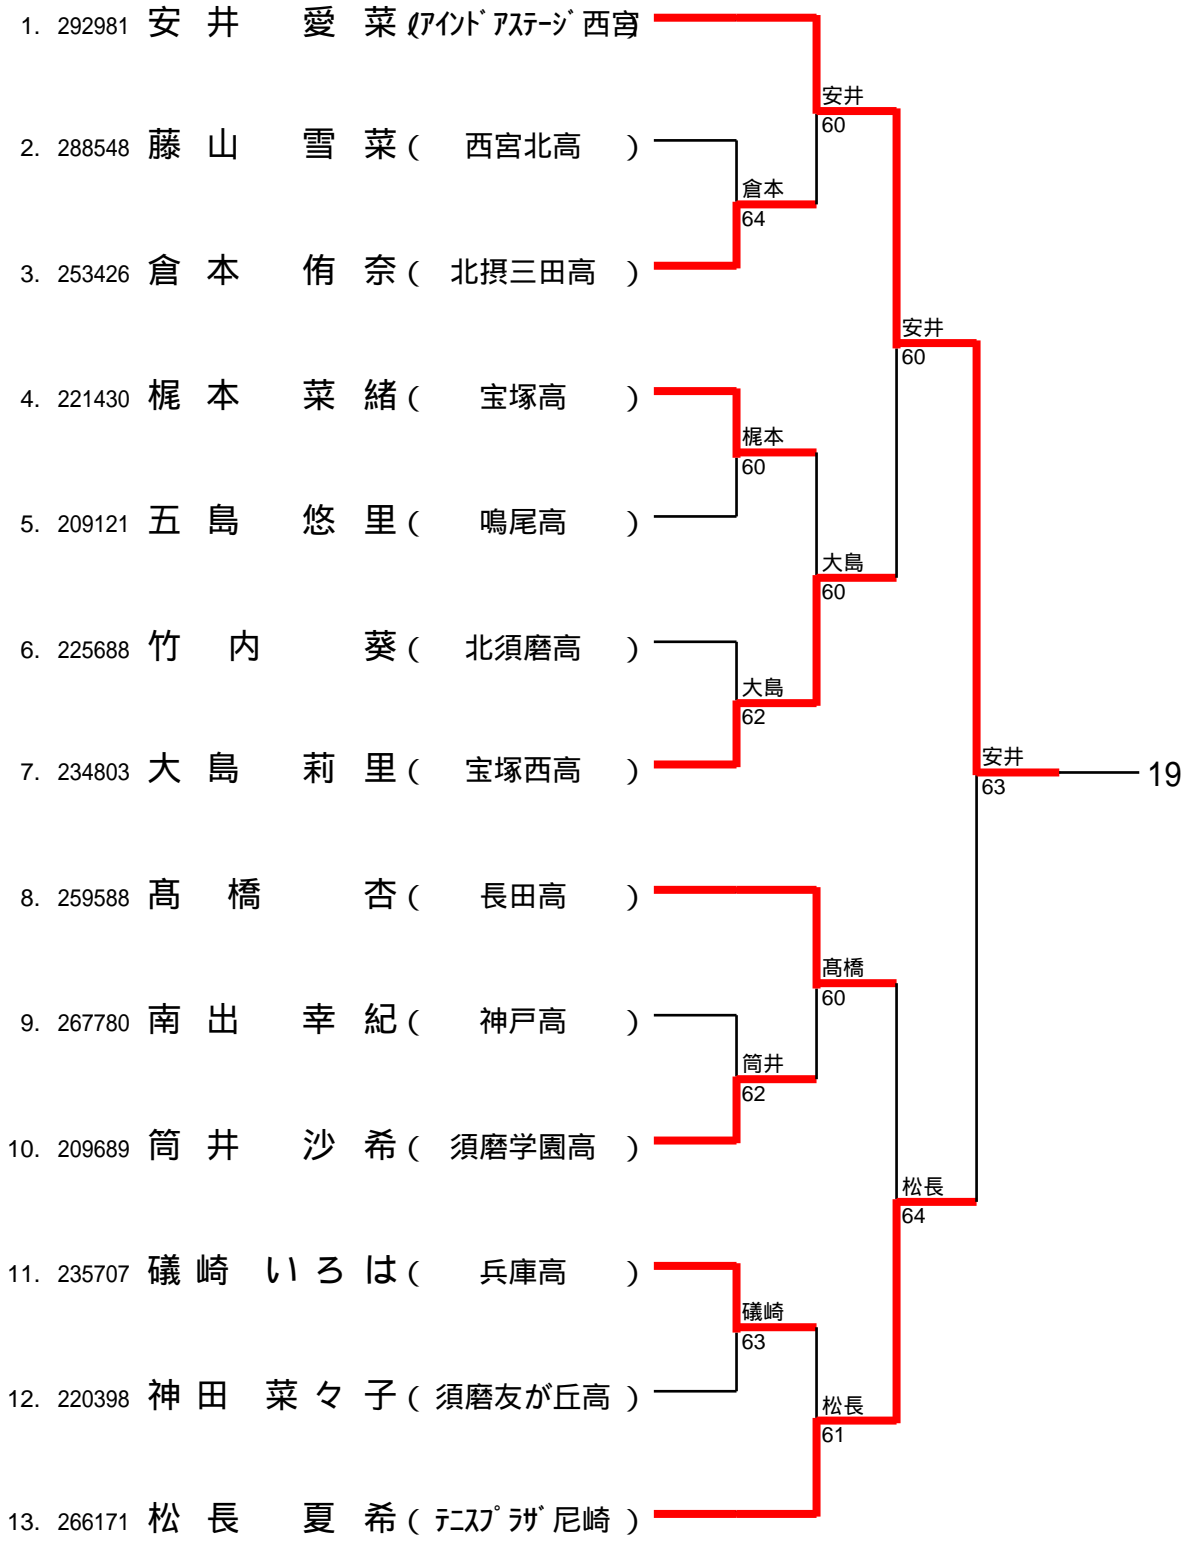 1. 292981 安井 愛菜 (インドアステージ西宮)
安井
60
2. 288548 藤山 雪菜 ( 西宮北高 )
倉本
64
3. 253426 倉本 侑奈 ( 北摂三田高 )
安井
60
4. 221430 梶本 菜緒 ( 宝塚高 )
梶本
60
5. 209121 五島 悠里 ( 鳴尾高 )
大島
60
6. 225688 竹内 葵 ( 北須磨高 )
大島
62
7. 234803 大島 莉里 ( 宝塚西高 )
安井
63
19
8. 259588 髙橋 杏 ( 長田高 )
髙橋
60
9. 267780 南出 幸紀 ( 神戸高 )
筒井
62
10. 209689 筒井 沙希 ( 須磨学園高 )
松長
64
11. 235707 礒崎 いろは ( 兵庫高 )
礒崎
63
12. 220398 神田 菜々子 ( 須磨友が丘高 )
松長
61
13. 266171 松長 夏希 ( テニスプラザ尼崎 )